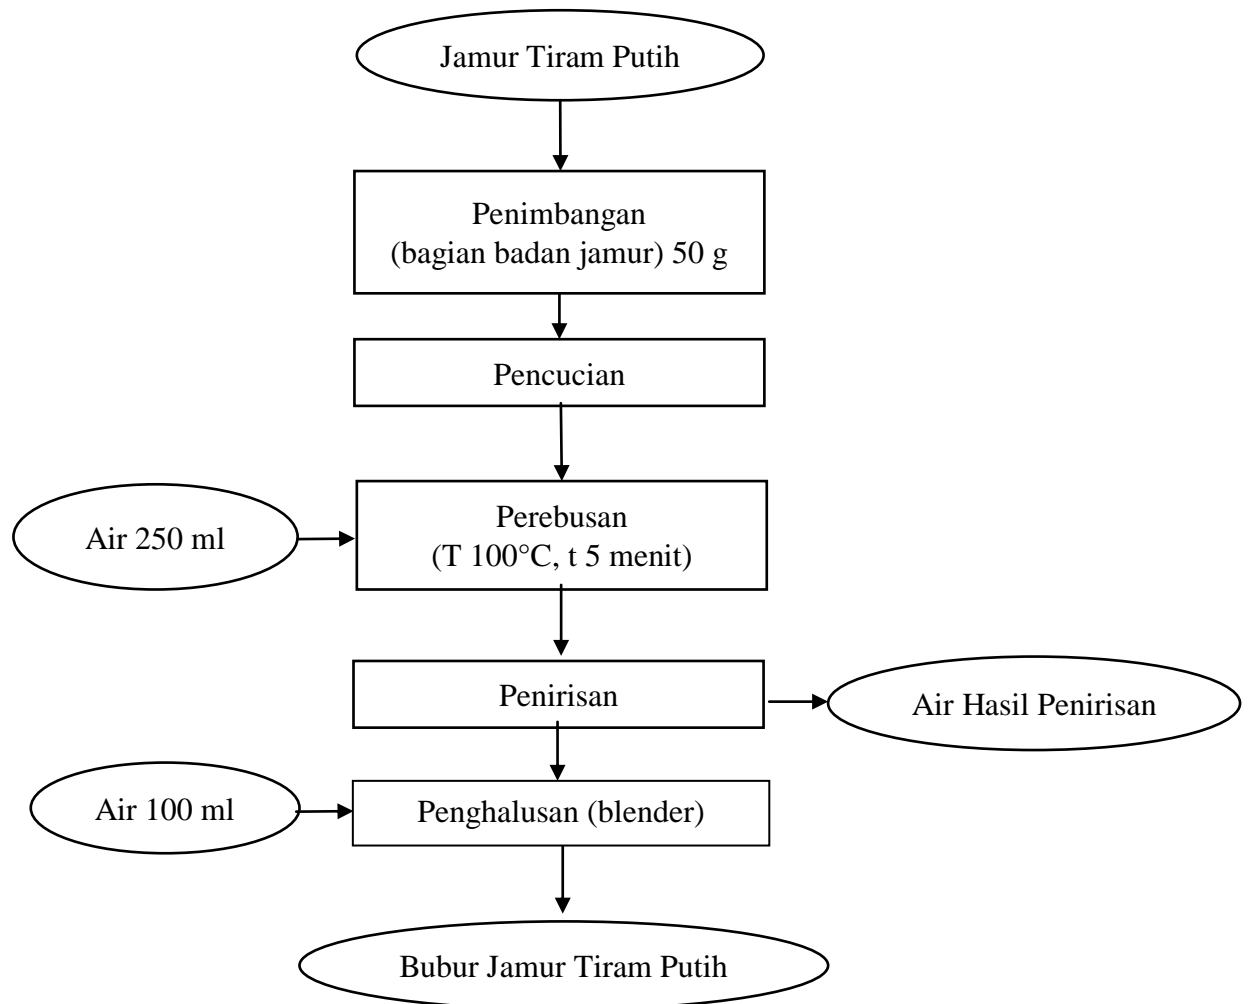 Jamur Tiram Putih
Penimbangan
(bagian badan jamur) 50 g
Pencucian
Air 250 ml
Perebusan
(T 100°C, t 5 menit)
Penirisan
Air Hasil Penirisan
Air 100 ml
Penghalusan (blender)
Bubur Jamur Tiram Putih